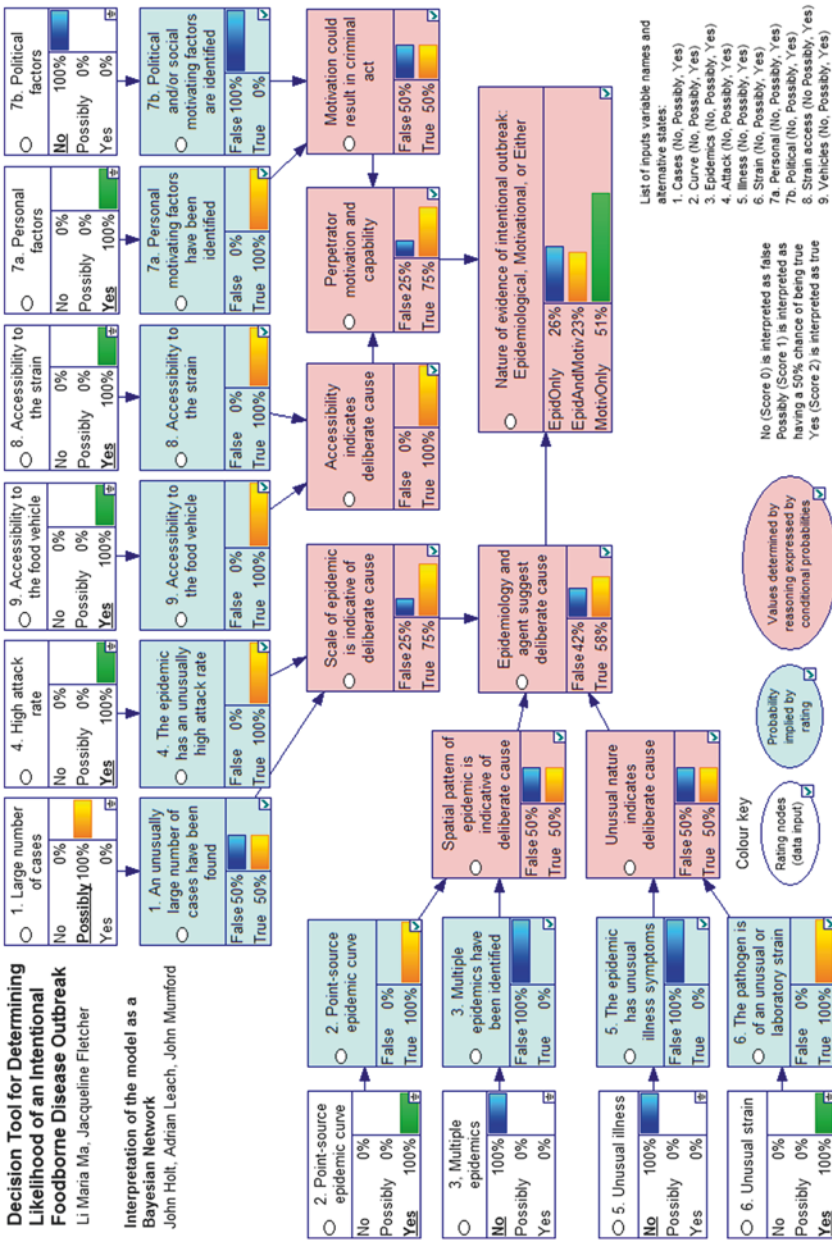 Decision Tool for Determining
Likelihood of an Intentional
Foodborne Disease Outbreak
Li Maria Ma, Jacqueline Fletcher
Interpretation of the model as a
Bayesian Network
John Holt, Adrian Leach, John Mumford
1. Large number
of cases
No 0%
Possibly 100%
Yes 0%
4. High attack
rate
No 0%
Possibly 0%
Yes 100%
9. Accessibility to
the food vehicle
No 0%
Possibly 0%
Yes 100%
8. Accessibility to
the strain
No 0%
Possibly 0%
Yes 100%
7a. Personal
factors
No 0%
Possibly 0%
Yes 100%
7b. Political
factors
No 100%
Possibly 0%
Yes 0%
1. An unusually
large number of
cases have been
found
False 50%
True 50%
4. The epidemic
has an unusually
high attack rate
False 0%
True 100%
9. Accessibility to
the food vehicle
False 0%
True 100%
8. Accessibility to
the strain
False 0%
True 100%
7a. Personal
motivating factors
have been
identified
False 0%
True 100%
7b. Political
and/or social
motivating factors
are identified
False 100%
True 0%
2. Point-source
epidemic curve
No 0%
Possibly 0%
Yes 100%
2. Point-source
epidemic curve
False 0%
True 100%
3. Multiple
epidemics
No 100%
Possibly 0%
Yes 0%
3. Multiple
epidemics have
been identified
False 100%
True 0%
5. Unusual illness
No 100%
Possibly 0%
Yes 0%
5. The epidemic
has unusual
illness symptoms
False 100%
True 0%
6. Unusual strain
No 0%
Possibly 0%
Yes 100%
6. The pathogen is
of an unusual or
laboratory strain
False 0%
True 100%
Scale of epidemic
is indicative of
deliberate cause
False 25%
True 75%
Accessibility
indicates
deliberate cause
False 0%
True 100%
Perpetrator
motivation and
capability
False 25%
True 75%
Motivation could
result in criminal
act
False 50%
True 50%
Spatial pattern of
epidemic is
indicative of
deliberate cause
False 50%
True 50%
Unusual nature
indicates
deliberate cause
False 50%
True 50%
Epidemiology and
agent suggest
deliberate cause
False 42%
True 58%
Nature of evidence of intentional outbreak:
Epidemiological, Motivational, or Either
EpidOnly 26%
EpidAndMotiv 23%
MotivOnly 51%
Colour key
Rating nodes
(data input)
Probability
implied by
rating
Values determined by
reasoning expressed by
conditional probabilities
No (Score 0) is interpreted as false
Possibly (Score 1) is interpreted as
having a 50% chance of being true
Yes (Score 2) is interpreted as true
List of inputs variable names and
alternative states:
1. Cases (No, Possibly, Yes)
2. Curve (No, Possibly, Yes)
3. Epidemics (No, Possibly, Yes)
4. Attack (No, Possibly, Yes)
5. Illness (No, Possibly, Yes)
6. Strain (No, Possibly, Yes)
7a. Personal (No, Possibly, Yes)
7b. Political (No, Possibly, Yes)
8. Strain access (No Possibly, Yes)
9. Vehicles (No, Possibly, Yes)